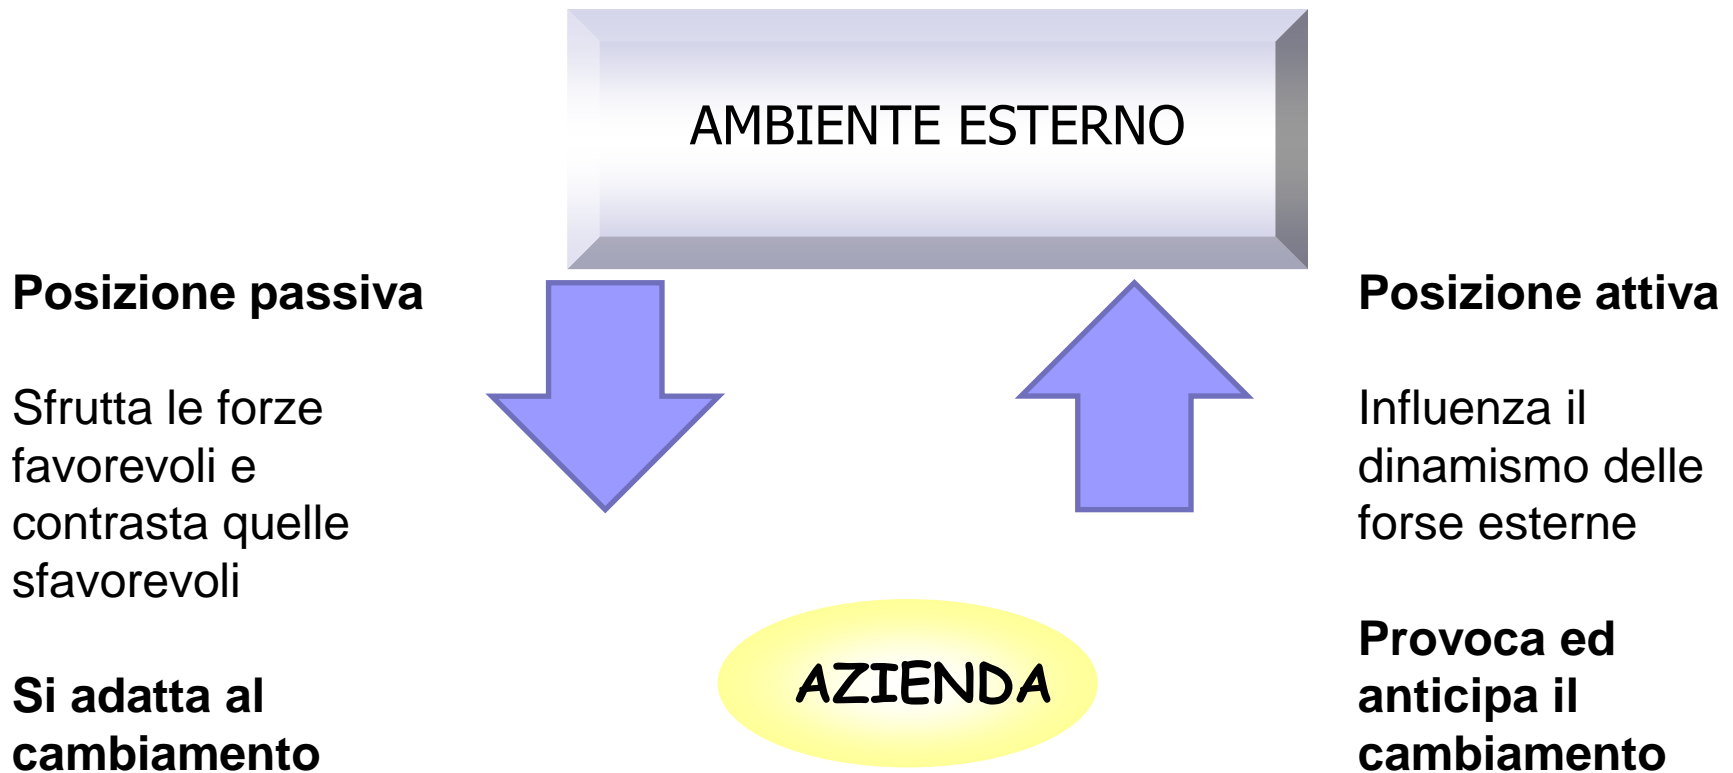 AMBIENTE ESTERNO
Posizione passiva
Sfrutta le forze
favorevoli e
contrasta quelle
sfavorevoli
Si adatta al
cambiamento
AZIENDA
Posizione attiva
Influenza il
dinamismo delle
forse esterne
Provoca ed
anticipa il
cambiamento